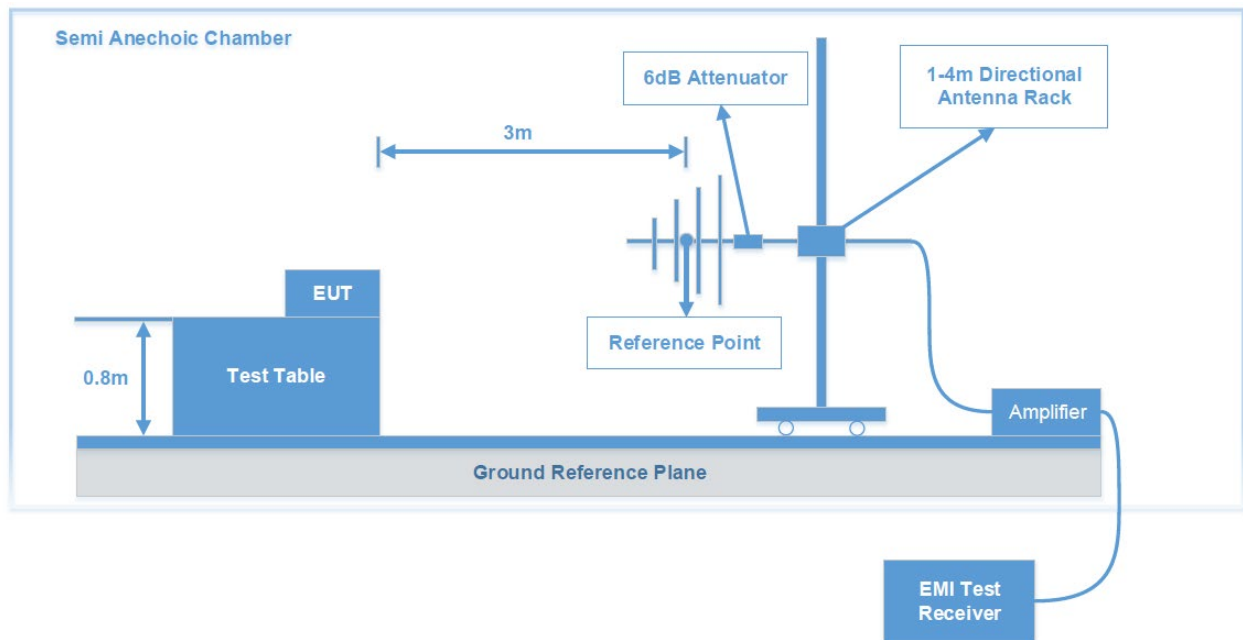 Semi Anechoic Chamber
6dB Attenuator
1-4m Directional
Antenna Rack
3m
EUT
Reference Point
0.8m
Test Table
Amplifier
Ground Reference Plane
EMI Test
Receiver